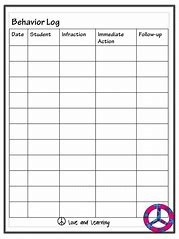 Behavior Log
Date Student Infraction Immediate Action Follow-up
Love and Learning